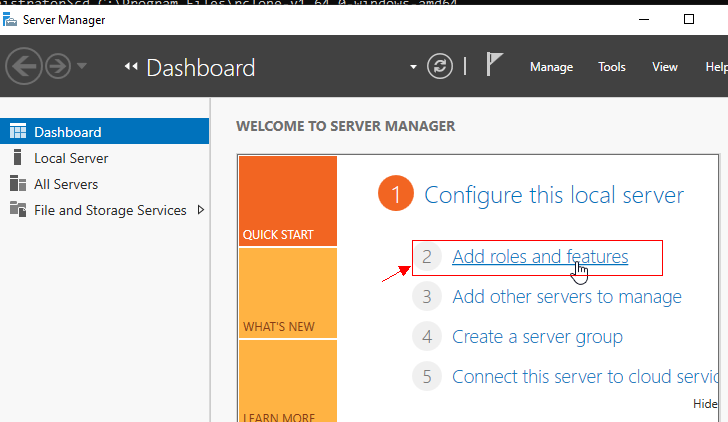 istrator>cd C:\Program Files\rclone-v1.64.0-windows-amd64
Server Manager
Dashboard
Manage Tools View Help
Dashboard
Local Server
All Servers
File and Storage Services
WELCOME TO SERVER MANAGER
QUICK START
WHAT'S NEW
LEARN MORE
1 Configure this local server
2 Add roles and features
3 Add other servers to manage
4 Create a server group
5 Connect this server to cloud servic
Hide